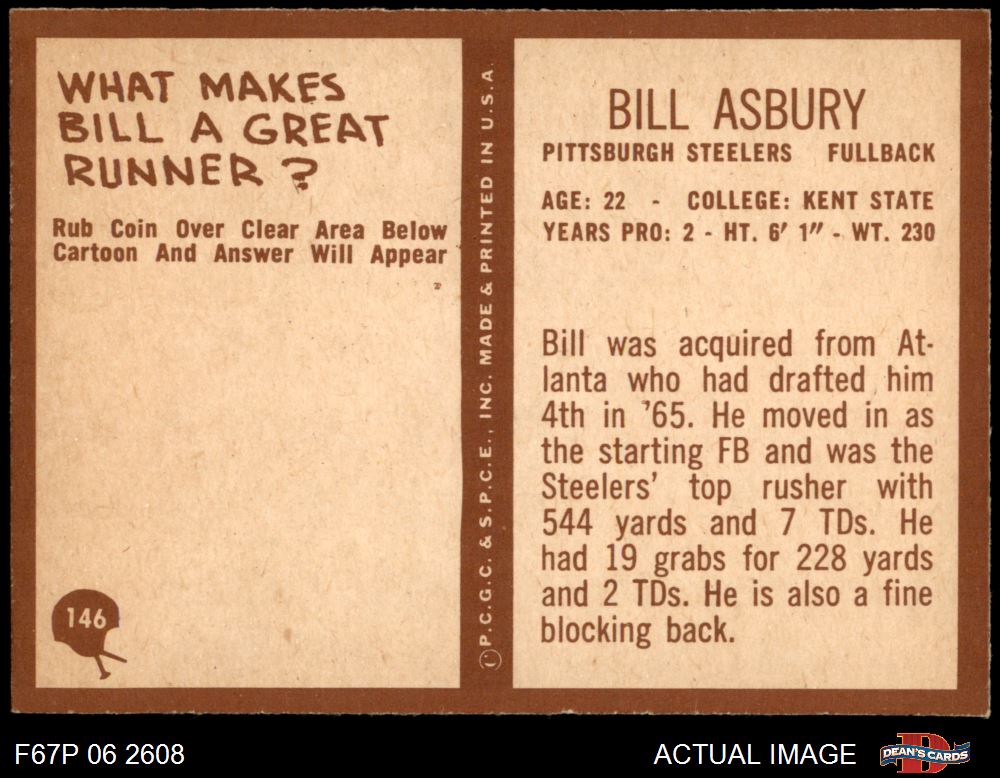 WHAT MAKES
BILL A GREAT
RUNNER ?
Rub Coin Over Clear Area Below
Cartoon And Answer Will Appear
146
P.C.G.C. & S.P.C.E., INC. MADE & PRINTED IN U.S.A.
BILL ASBURY
PITTSBURGH STEELERS FULLBACK
AGE: 22 - COLLEGE: KENT STATE
YEARS PRO: 2 - HT. 6' 1" - WT. 230
Bill was acquired from At-
lanta who had drafted him
4th in '65. He moved in as
the starting FB and was the
Steelers' top rusher with
544 yards and 7 TDs. He
had 19 grabs for 228 yards
and 2 TDs. He is also a fine
blocking back.
F67P 06 2608
ACTUAL IMAGE
DEAN'S CARDS